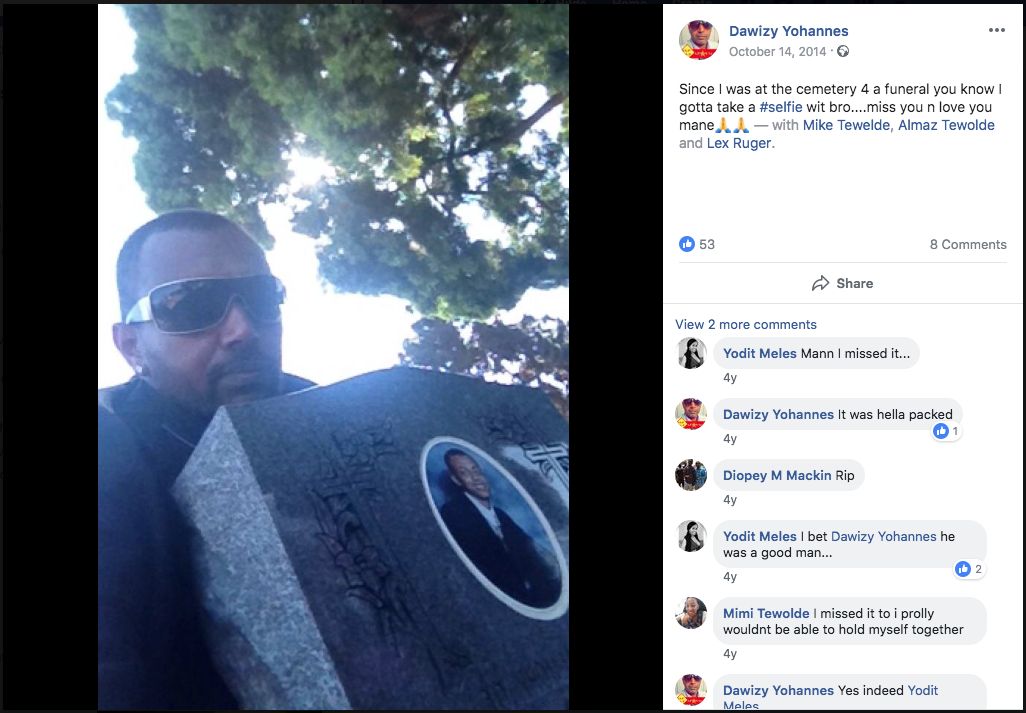 Dawizy Yohannes
October 14, 2014 ·
Since I was at the cemetery 4 a funeral you know I
gotta take a #selfie wit bro....miss you n love you
mane🙏🙏 — with Mike Tewelde, Almaz Tewolde
and Lex Ruger.
53
8 Comments
Share
View 2 more comments
Yodit Meles Mann I missed it...
4y
Dawizy Yohannes It was hella packed
1
4y
Diopey M Mackin Rip
4y
Yodit Meles I bet Dawizy Yohannes he
was a good man...
2
4y
Mimi Tewolde I missed it to i prolly
wouldnt be able to hold myself together
4y
Dawizy Yohannes Yes indeed Yodit
Meles